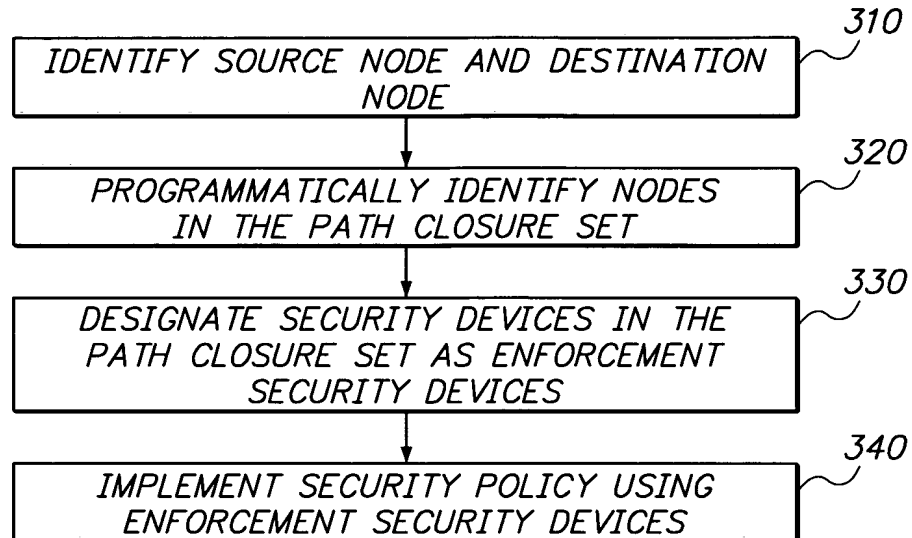 310
IDENTIFY SOURCE NODE AND DESTINATION
NODE
320
PROGRAMMATICALLY IDENTIFY NODES
IN THE PATH CLOSURE SET
330
DESIGNATE SECURITY DEVICES IN THE
PATH CLOSURE SET AS ENFORCEMENT
SECURITY DEVICES
340
IMPLEMENT SECURITY POLICY USING
ENFORCEMENT SECURITY DEVICES